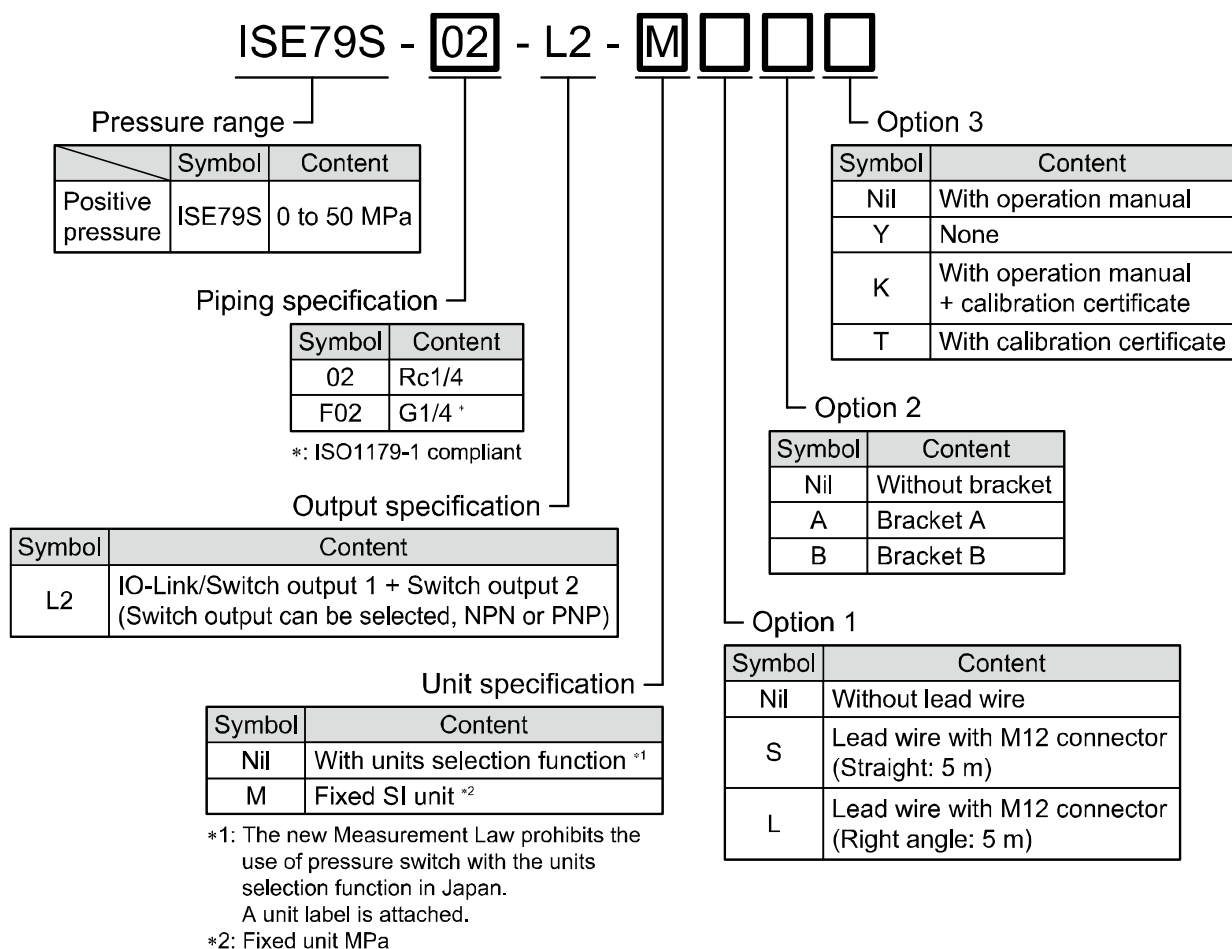 ISE79S - 02 - L2 - M
Pressure range
Symbol Content
Positive pressure ISE79S 0 to 50 MPa
Piping specification
Symbol Content
02 Rc1/4
F02 G1/4 *
*: ISO1179-1 compliant
Output specification
Symbol Content
L2 IO-Link/Switch output 1 + Switch output 2
(Switch output can be selected, NPN or PNP)
Unit specification
Symbol Content
Nil With units selection function *1
M Fixed SI unit *2
*1: The new Measurement Law prohibits the
use of pressure switch with the units
selection function in Japan.
A unit label is attached.
*2: Fixed unit MPa
Option 3
Symbol Content
Nil With operation manual
Y None
K With operation manual
+ calibration certificate
T With calibration certificate
Option 2
Symbol Content
Nil Without bracket
A Bracket A
B Bracket B
Option 1
Symbol Content
Nil Without lead wire
S Lead wire with M12 connector
(Straight: 5 m)
L Lead wire with M12 connector
(Right angle: 5 m)